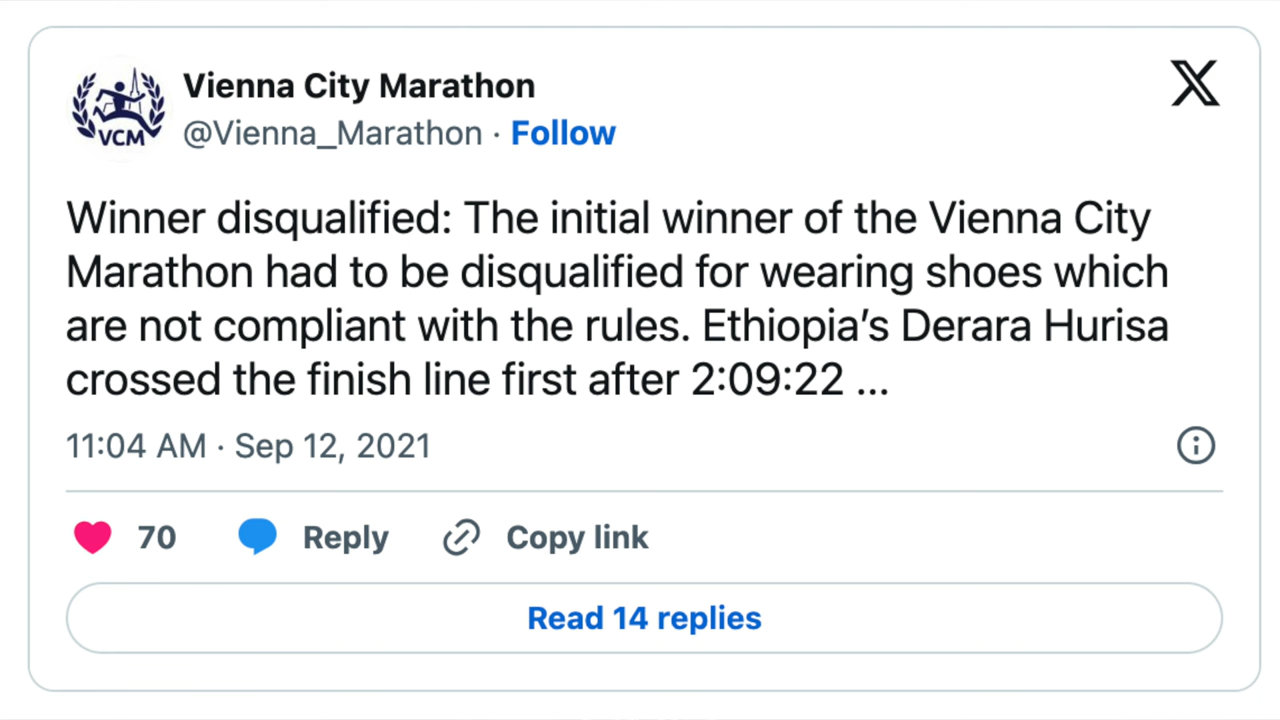 Vienna City Marathon
@Vienna_Marathon · Follow
VCM
Winner disqualified: The initial winner of the Vienna City
Marathon had to be disqualified for wearing shoes which
are not compliant with the rules. Ethiopia’s Derara Hurisa
crossed the finish line first after 2:09:22 ...
11:04 AM · Sep 12, 2021
70 Reply Copy link
Read 14 replies